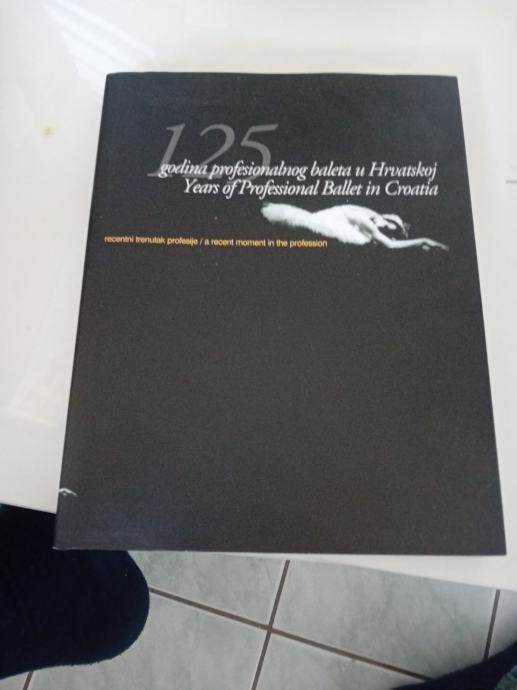 125
godina profesionalnog baleta u Hrvatskoj
Years of Professional Ballet in Croatia
recentni trenutak profesije / a recent moment in the profession